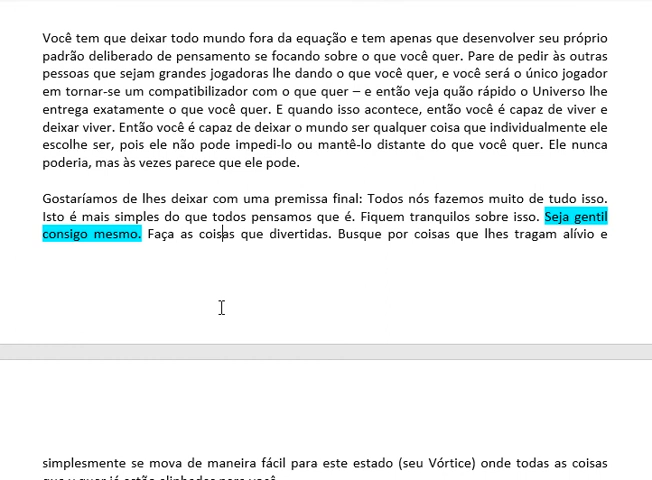 Você tem que deixar todo mundo fora da equação e tem apenas que desenvolver seu próprio
padrão deliberado de pensamento se focando sobre o que você quer. Pare de pedir às outras
pessoas que sejam grandes jogadoras lhe dando o que você quer, e você será o único jogador
em tornar-se um compatibilizador com o que quer – e então veja quão rápido o Universo lhe
entrega exatamente o que você quer. E quando isso acontece, então você é capaz de viver e
deixar viver. Então você é capaz de deixar o mundo ser qualquer coisa que individualmente ele
escolhe ser, pois ele não pode impedi-lo ou mantê-lo distante do que você quer. Ele nunca
poderia, mas às vezes parece que ele pode.
Gostaríamos de lhes deixar com uma premissa final: Todos nós fazemos muito de tudo isso.
Isto é mais simples do que todos pensamos que é. Fiquem tranquilos sobre isso. Seja gentil
consigo mesmo. Faça as coisas que divertidas. Busque por coisas que lhes tragam alívio e
simplesmente se mova de maneira fácil para este estado (seu Vórtice) onde todas as coisas